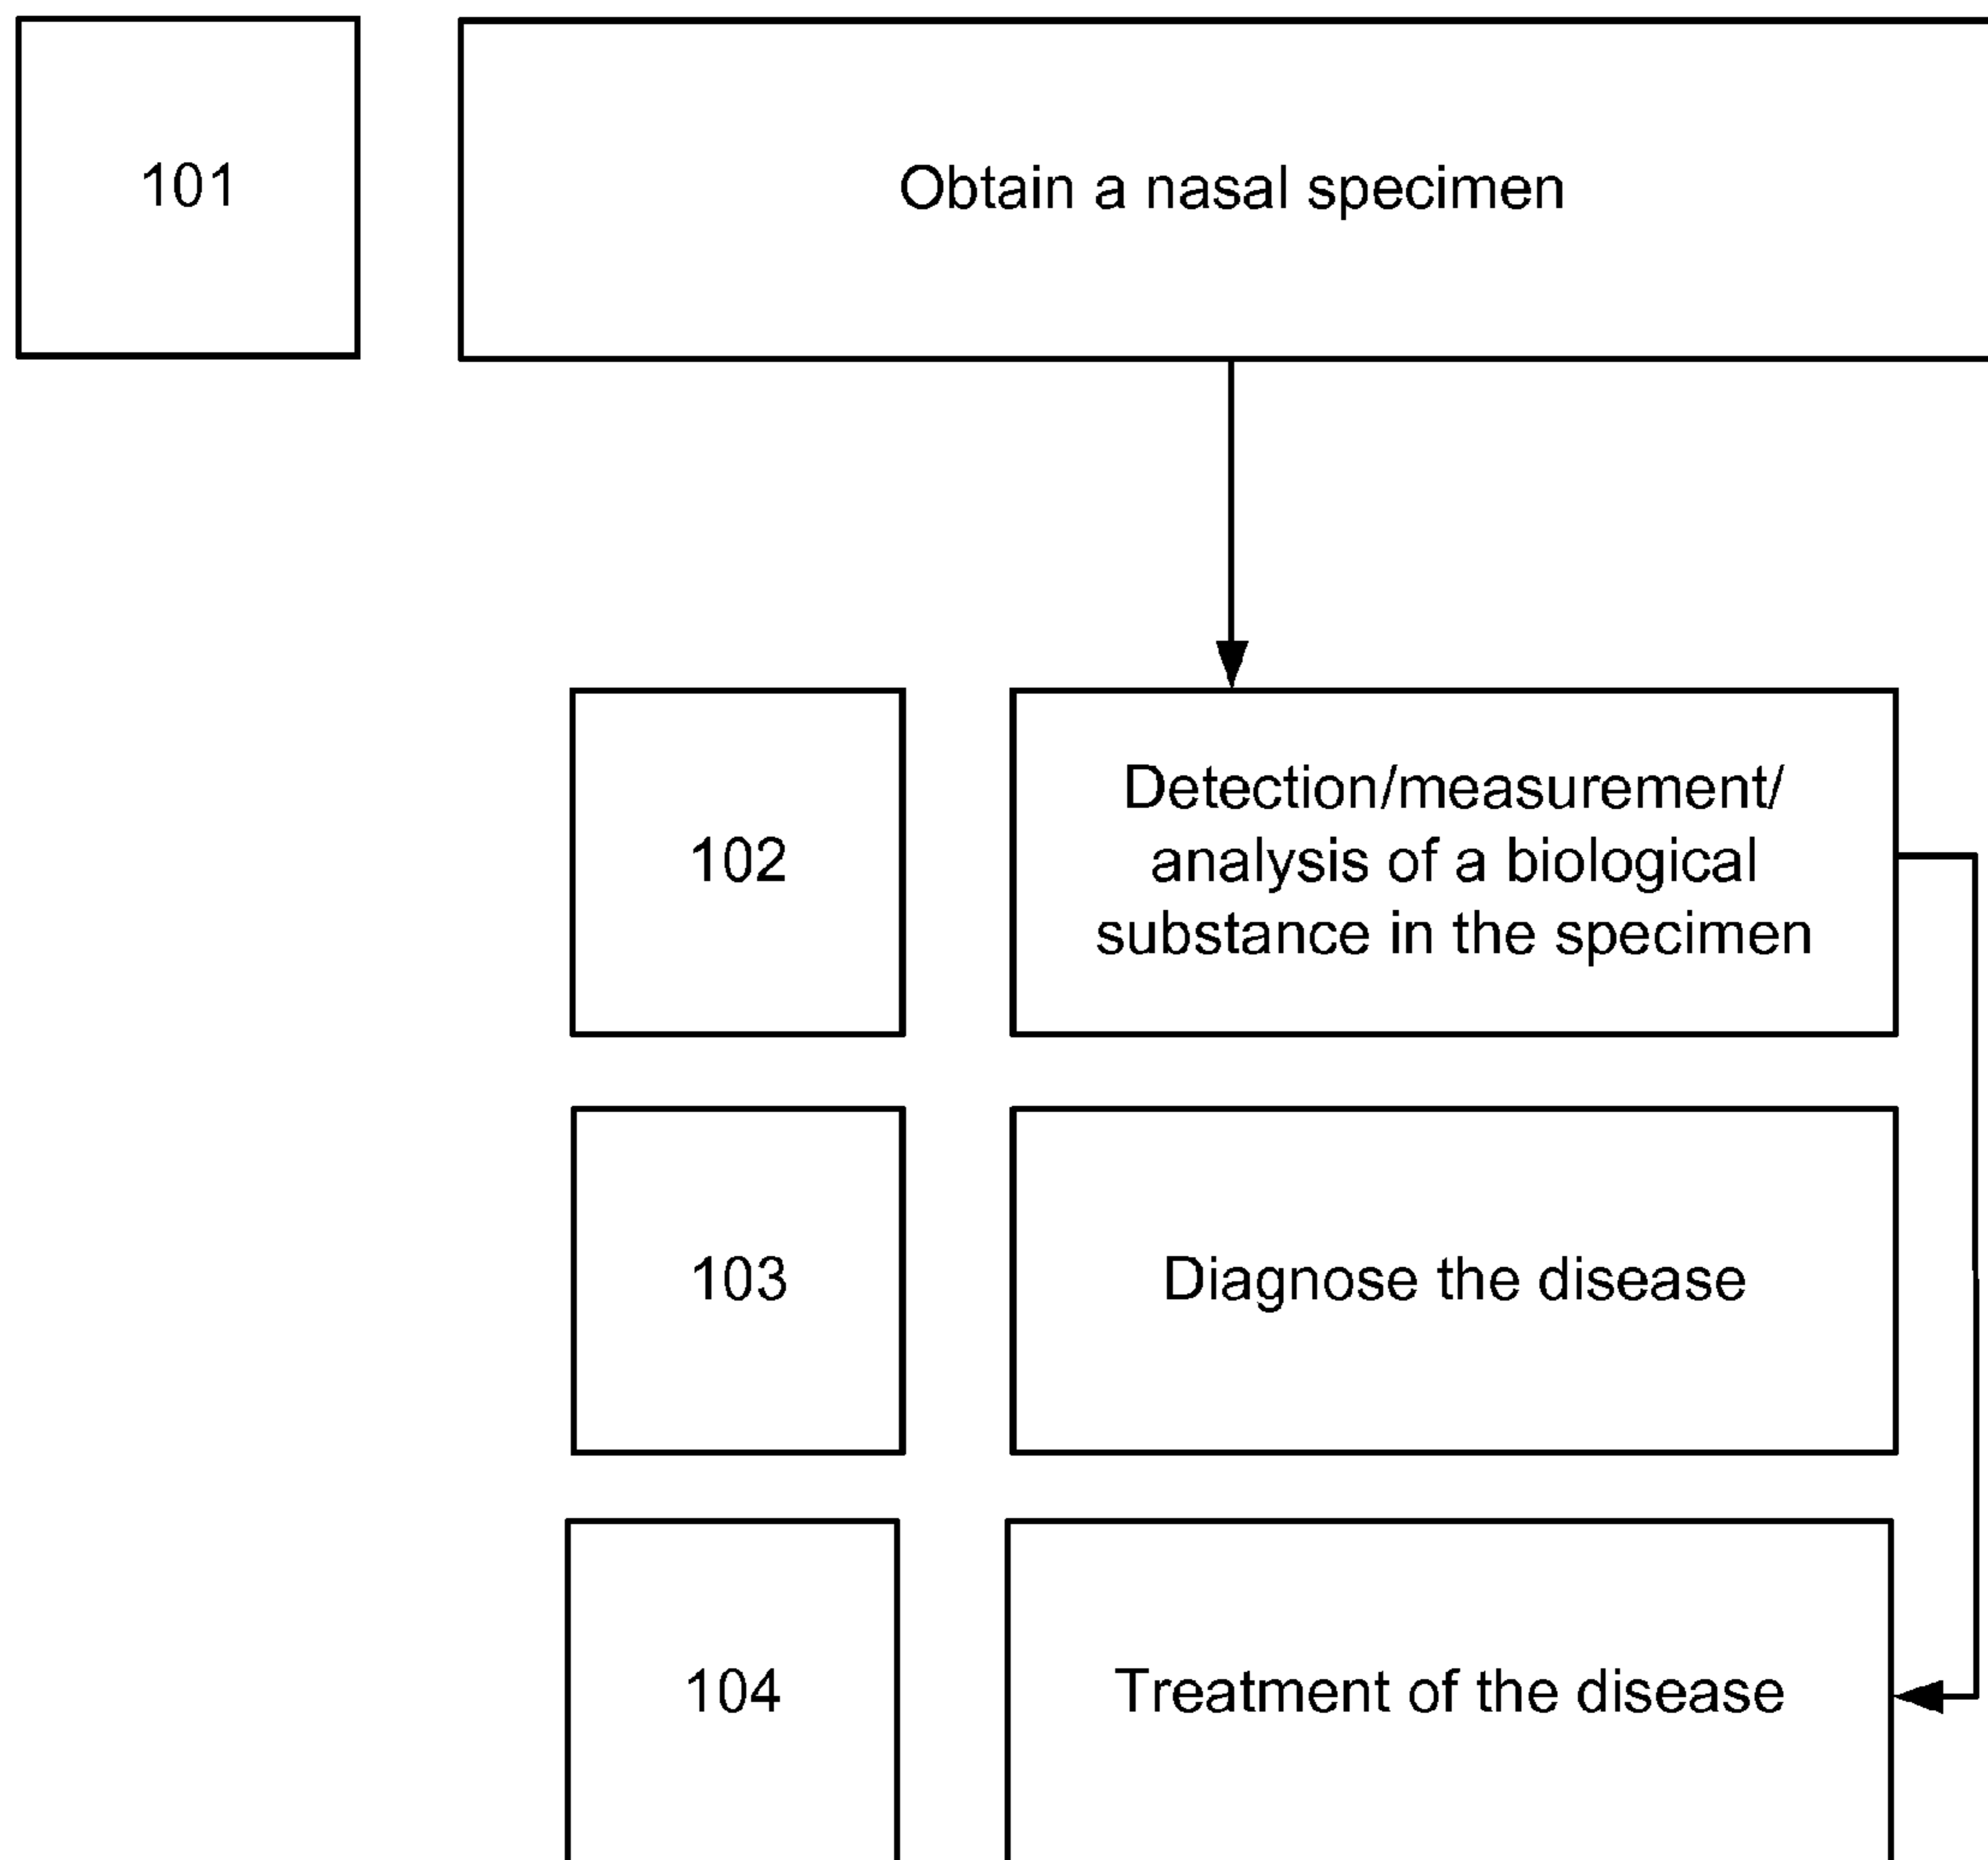 101
Obtain a nasal specimen
102
Detection/measurement/
analysis of a biological
substance in the specimen
103
Diagnose the disease
104
Treatment of the disease